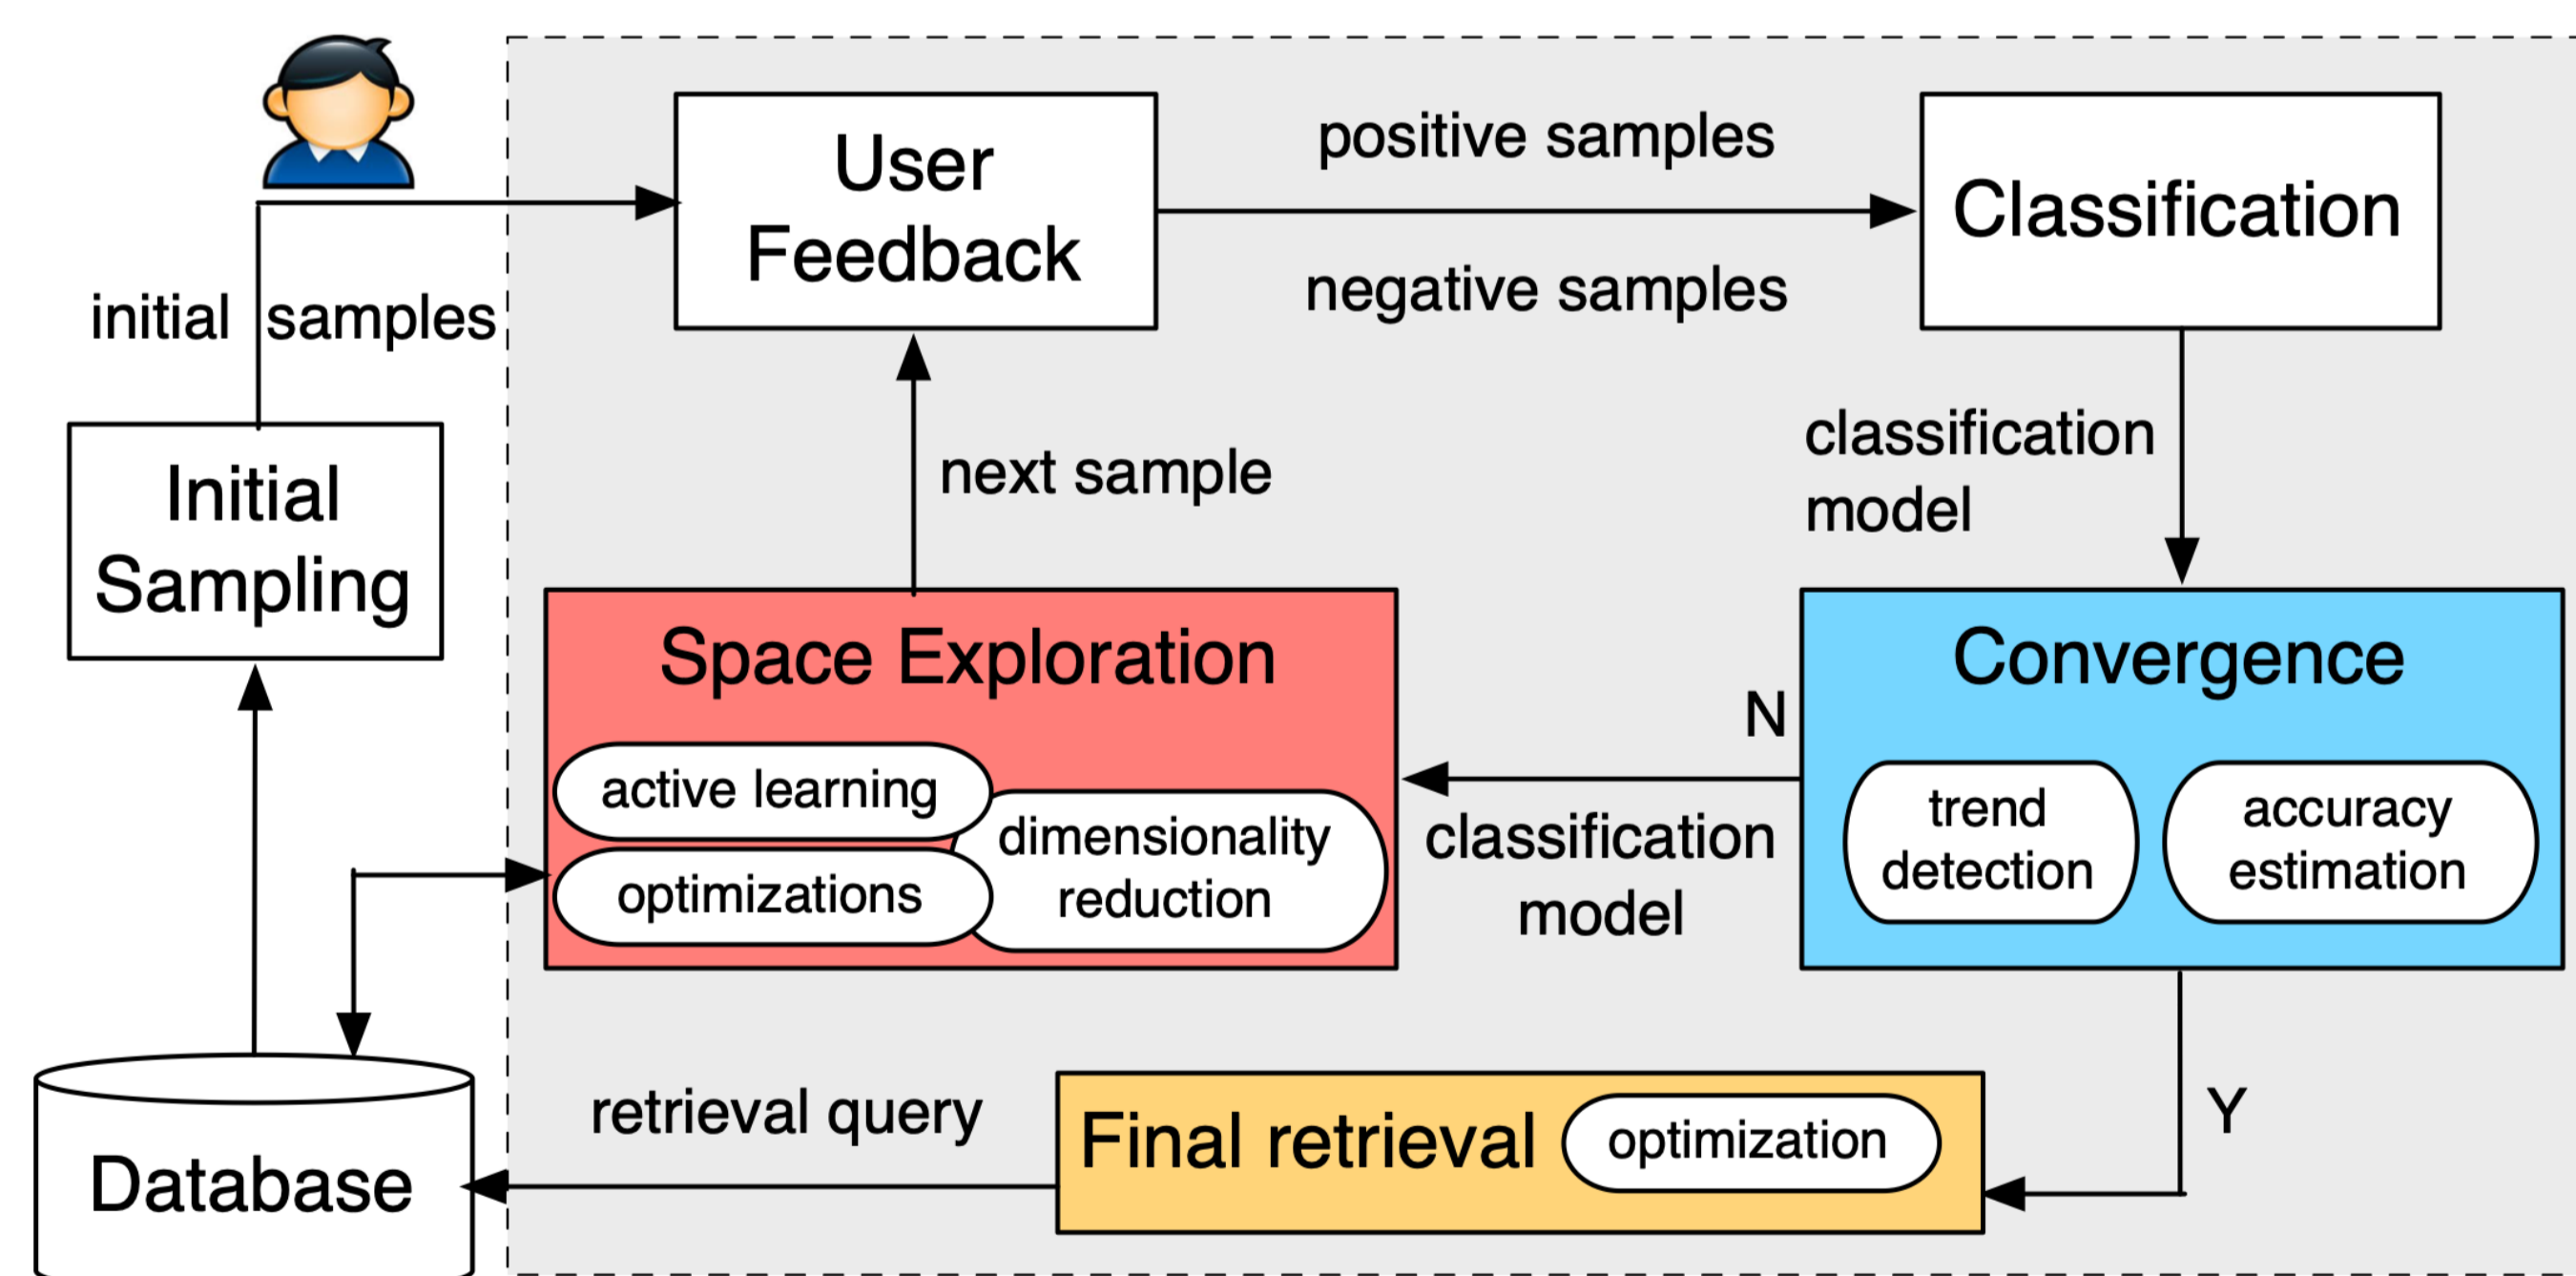 User
Feedback
positive samples
negative samples
Classification
initial samples
Initial
Sampling
next sample
classification
model
Space Exploration
active learning
optimizations
dimensionality
reduction
N
classification
model
Convergence
trend
detection
accuracy
estimation
Database
retrieval query
Final retrieval
optimization
Y